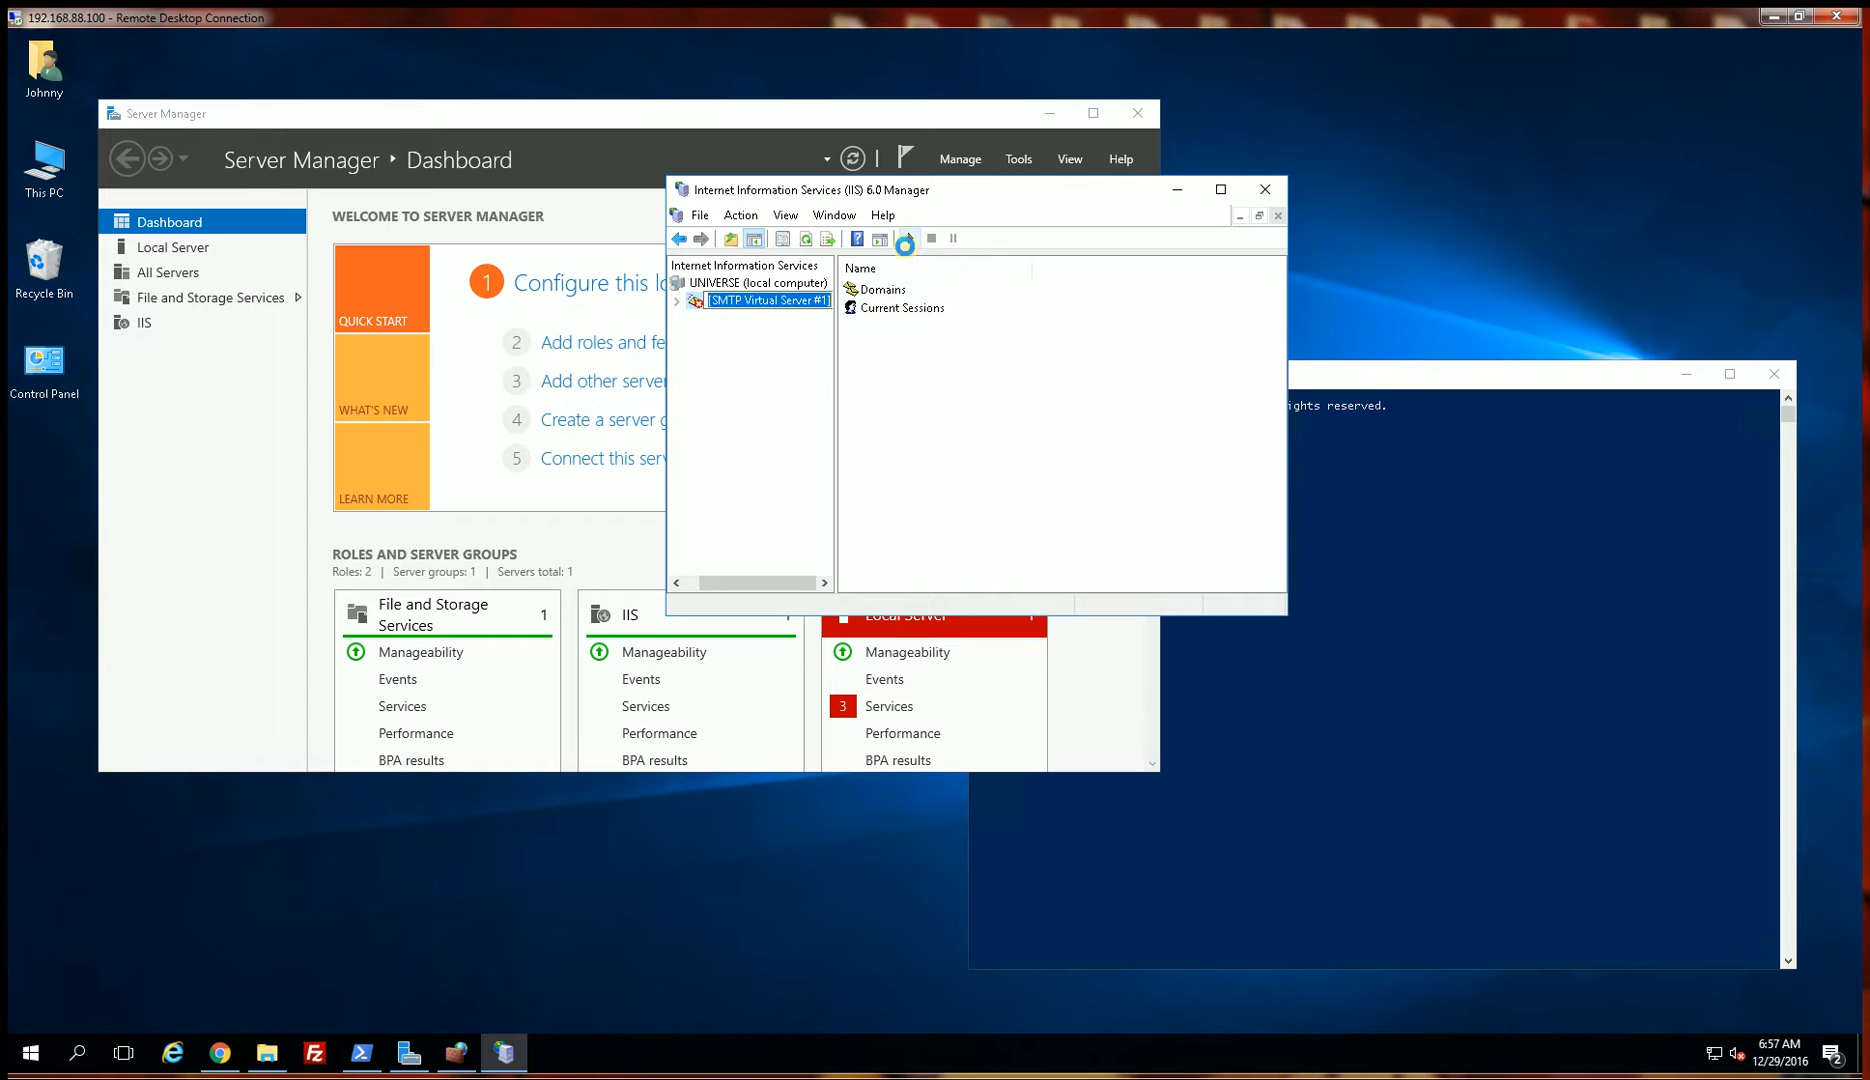 192.168.88.100 - Remote Desktop Connection
Johnny
This PC
Recycle Bin
Control Panel
Server Manager
Server Manager
Dashboard
Manage
Tools
View
Help
Dashboard
Local Server
All Servers
File and Storage Services
IIS
WELCOME TO SERVER MANAGER
QUICK START
WHAT'S NEW
LEARN MORE
1
Configure this lo
2
Add roles and fe
3
Add other server
4
Create a server g
5
Connect this serv
ROLES AND SERVER GROUPS
Roles: 2 | Server groups: 1 | Servers total: 1
File and Storage
Services
1
Manageability
Events
Services
Performance
BPA results
IIS
Manageability
Events
Services
Performance
BPA results
Local Server
Manageability
Events
3
Services
Performance
BPA results
Internet Information Services (IIS) 6.0 Manager
File
Action
View
Window
Help
Internet Information Services
UNIVERSE (local computer)
[SMTP Virtual Server #1]
Name
Domains
Current Sessions
ights reserved.
6:57 AM
12/29/2016
2